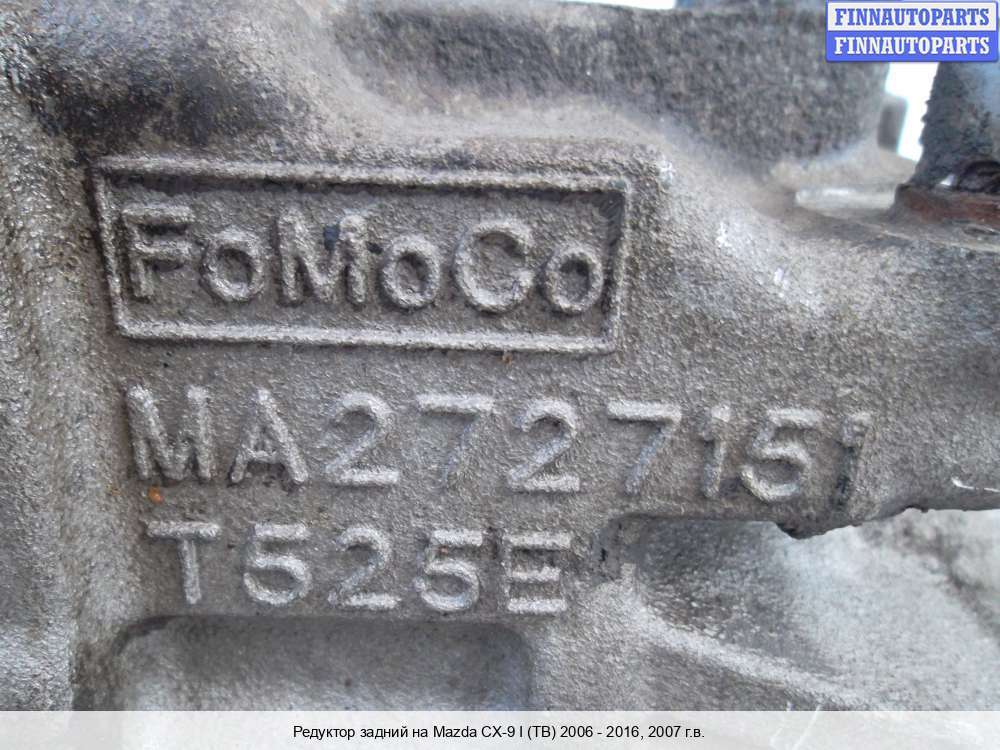 FINNAUTOPARTS
FINNAUTOPARTS
FoMoCo
MA2727151
T525E
Редуктор задний на Mazda CX-9 I (TB) 2006 - 2016, 2007 г.в.